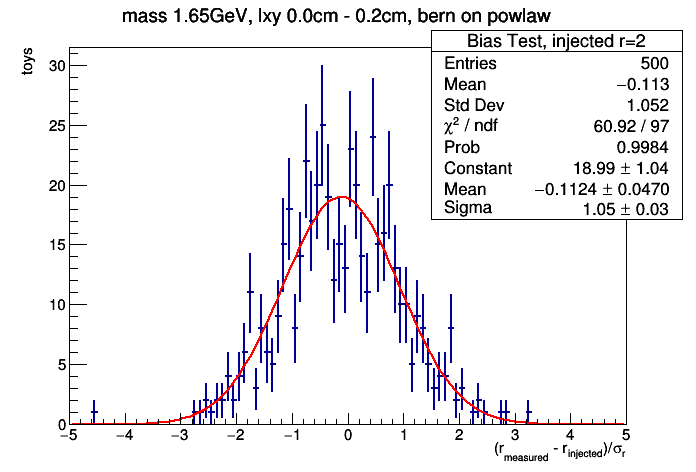 mass 1.65GeV, lxy 0.0cm - 0.2cm, bern on powlaw
toys
Bias Test, injected r=2
Entries 500
Mean −0.113
Std Dev 1.052
χ² / ndf 60.92 / 97
Prob 0.9984
Constant 18.99 ± 1.04
Mean −0.1124 ± 0.0470
Sigma 1.05 ± 0.03
30
25
20
15
10
5
0
−5 −4 −3 −2 −1 0 1 2 3 4 5
(r_measured - r_injected)/σ_r